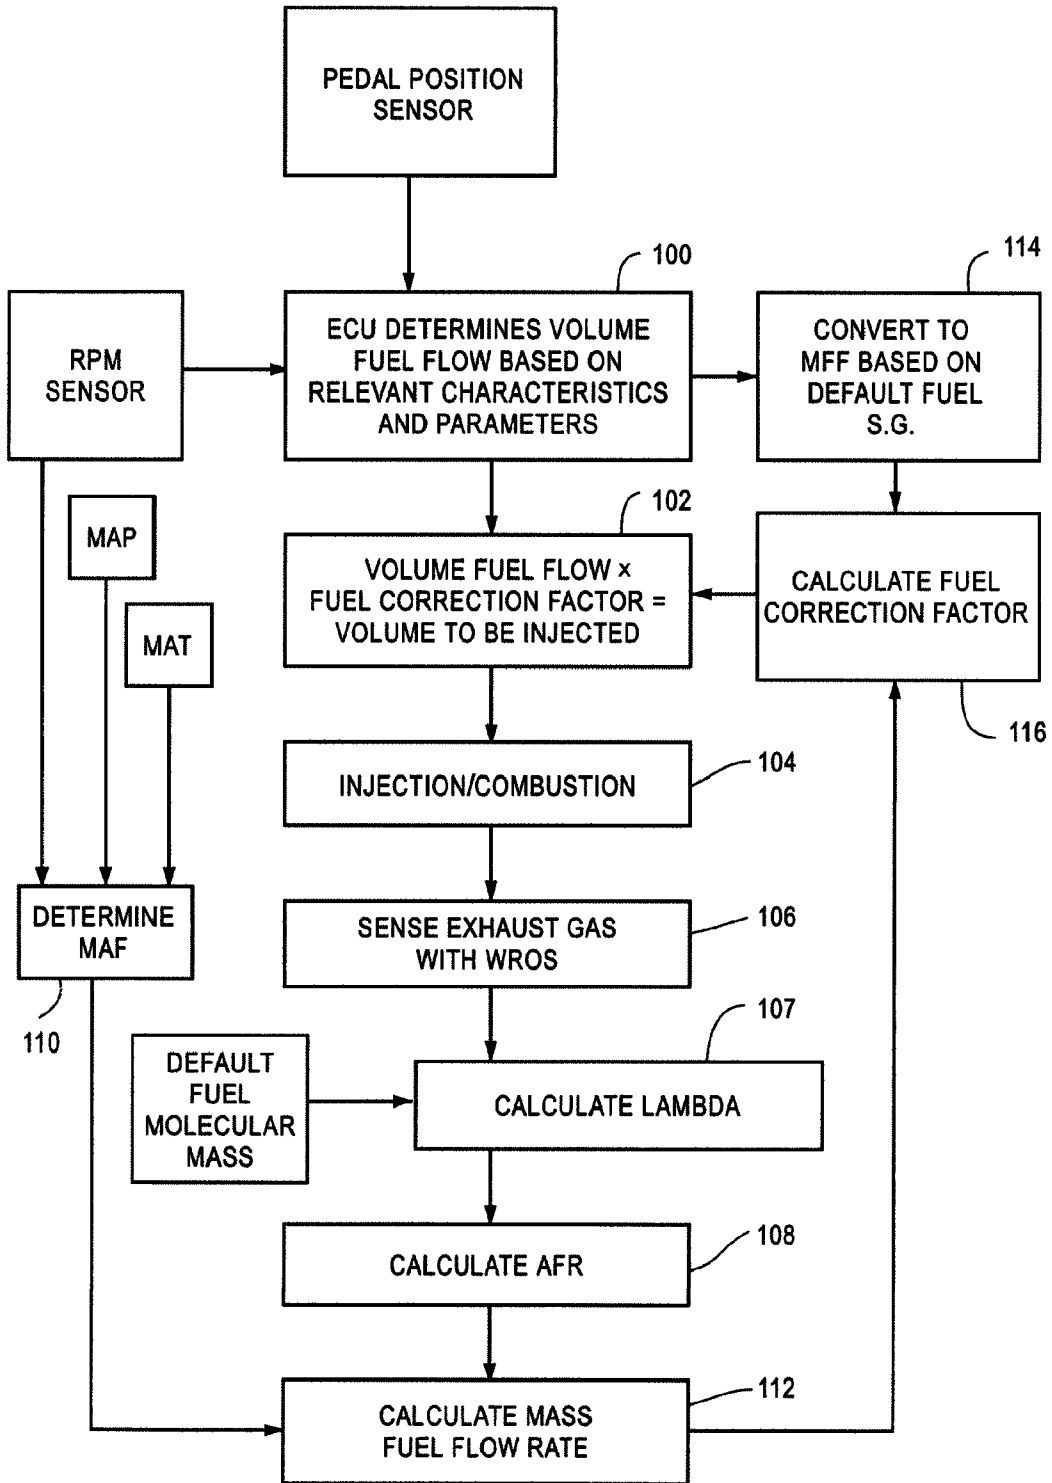 PEDAL POSITION
SENSOR
100
114
RPM
SENSOR
ECU DETERMINES VOLUME
FUEL FLOW BASED ON
RELEVANT CHARACTERISTICS
AND PARAMETERS
CONVERT TO
MFF BASED ON
DEFAULT FUEL
S.G.
MAP
102
VOLUME FUEL FLOW ×
FUEL CORRECTION FACTOR =
VOLUME TO BE INJECTED
CALCULATE FUEL
CORRECTION FACTOR
MAT
116
INJECTION/COMBUSTION
104
DETERMINE
MAF
110
SENSE EXHAUST GAS
WITH WROS
106
107
DEFAULT
FUEL
MOLECULAR
MASS
CALCULATE LAMBDA
CALCULATE AFR
108
CALCULATE MASS
FUEL FLOW RATE
112